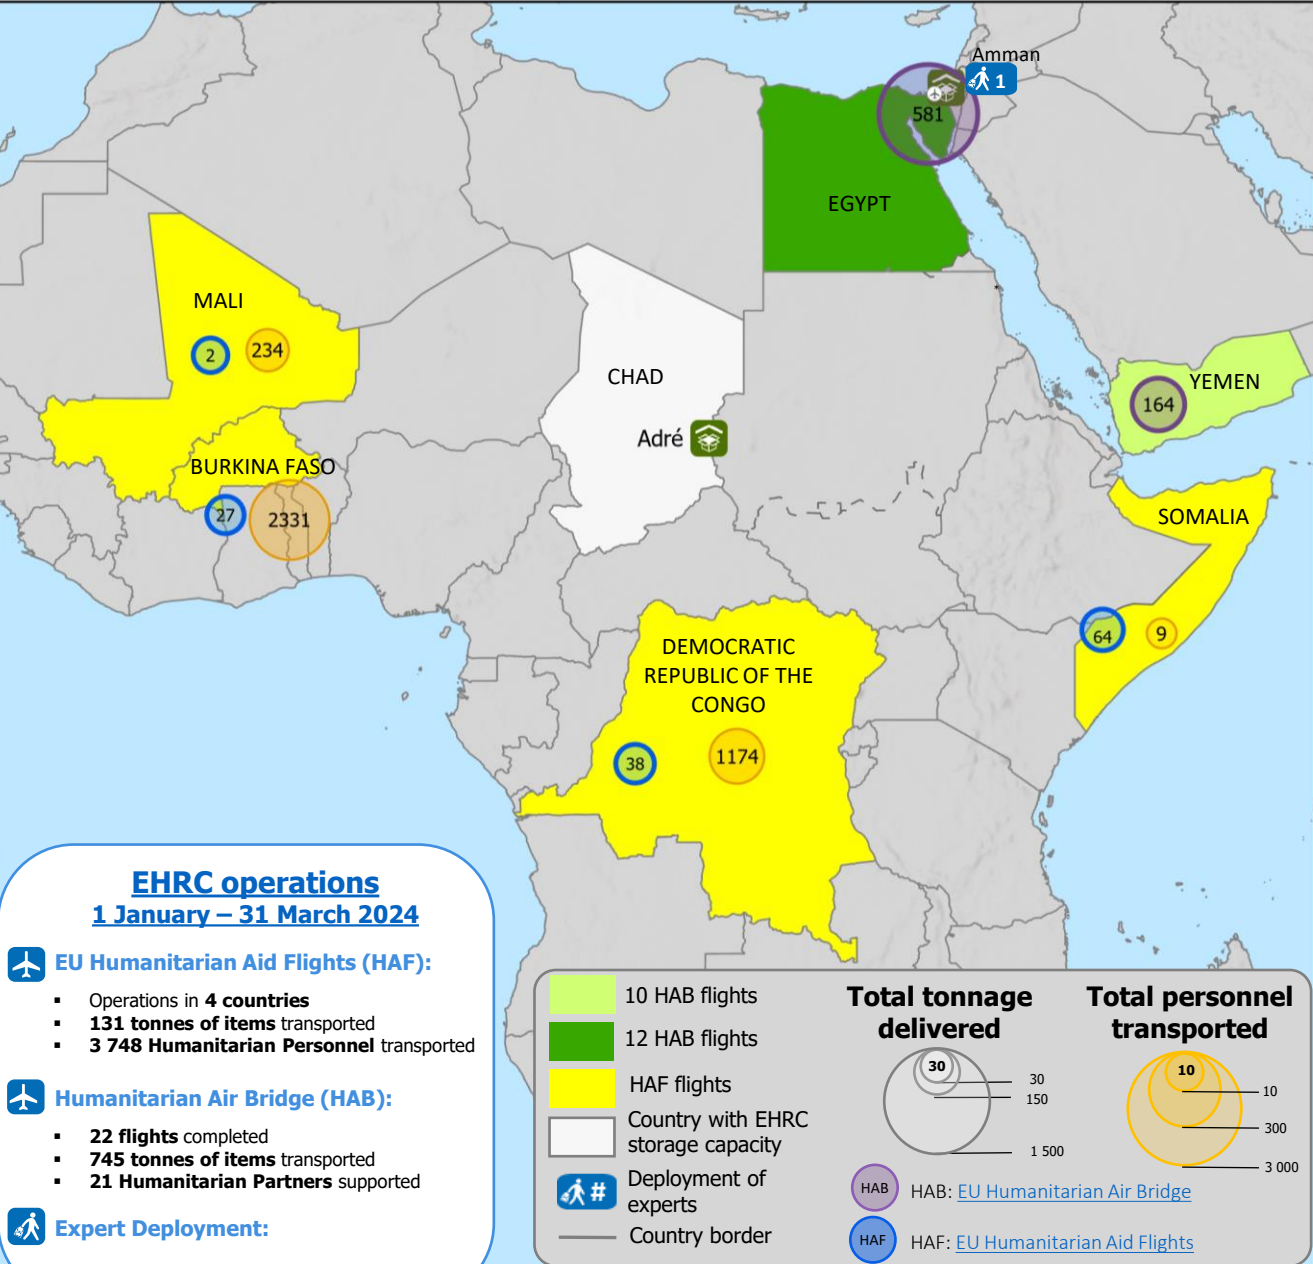 Amman
1
581
EGYPT
MALI
2
234
CHAD
YEMEN
164
Adré
BURKINA FASO
27
2331
SOMALIA
64
9
DEMOCRATIC
REPUBLIC OF THE
CONGO
38
1174
EHRC operations
1 January – 31 March 2024
EU Humanitarian Aid Flights (HAF):
▪ Operations in 4 countries
▪ 131 tonnes of items transported
▪ 3 748 Humanitarian Personnel transported
Humanitarian Air Bridge (HAB):
▪ 22 flights completed
▪ 745 tonnes of items transported
▪ 21 Humanitarian Partners supported
Expert Deployment:
10 HAB flights
12 HAB flights
HAF flights
Country with EHRC
storage capacity
#
Deployment of
experts
Country border
Total tonnage
delivered
30
30
150
1 500
Total personnel
transported
10
10
300
3 000
HAB
HAB: EU Humanitarian Air Bridge
HAF
HAF: EU Humanitarian Aid Flights